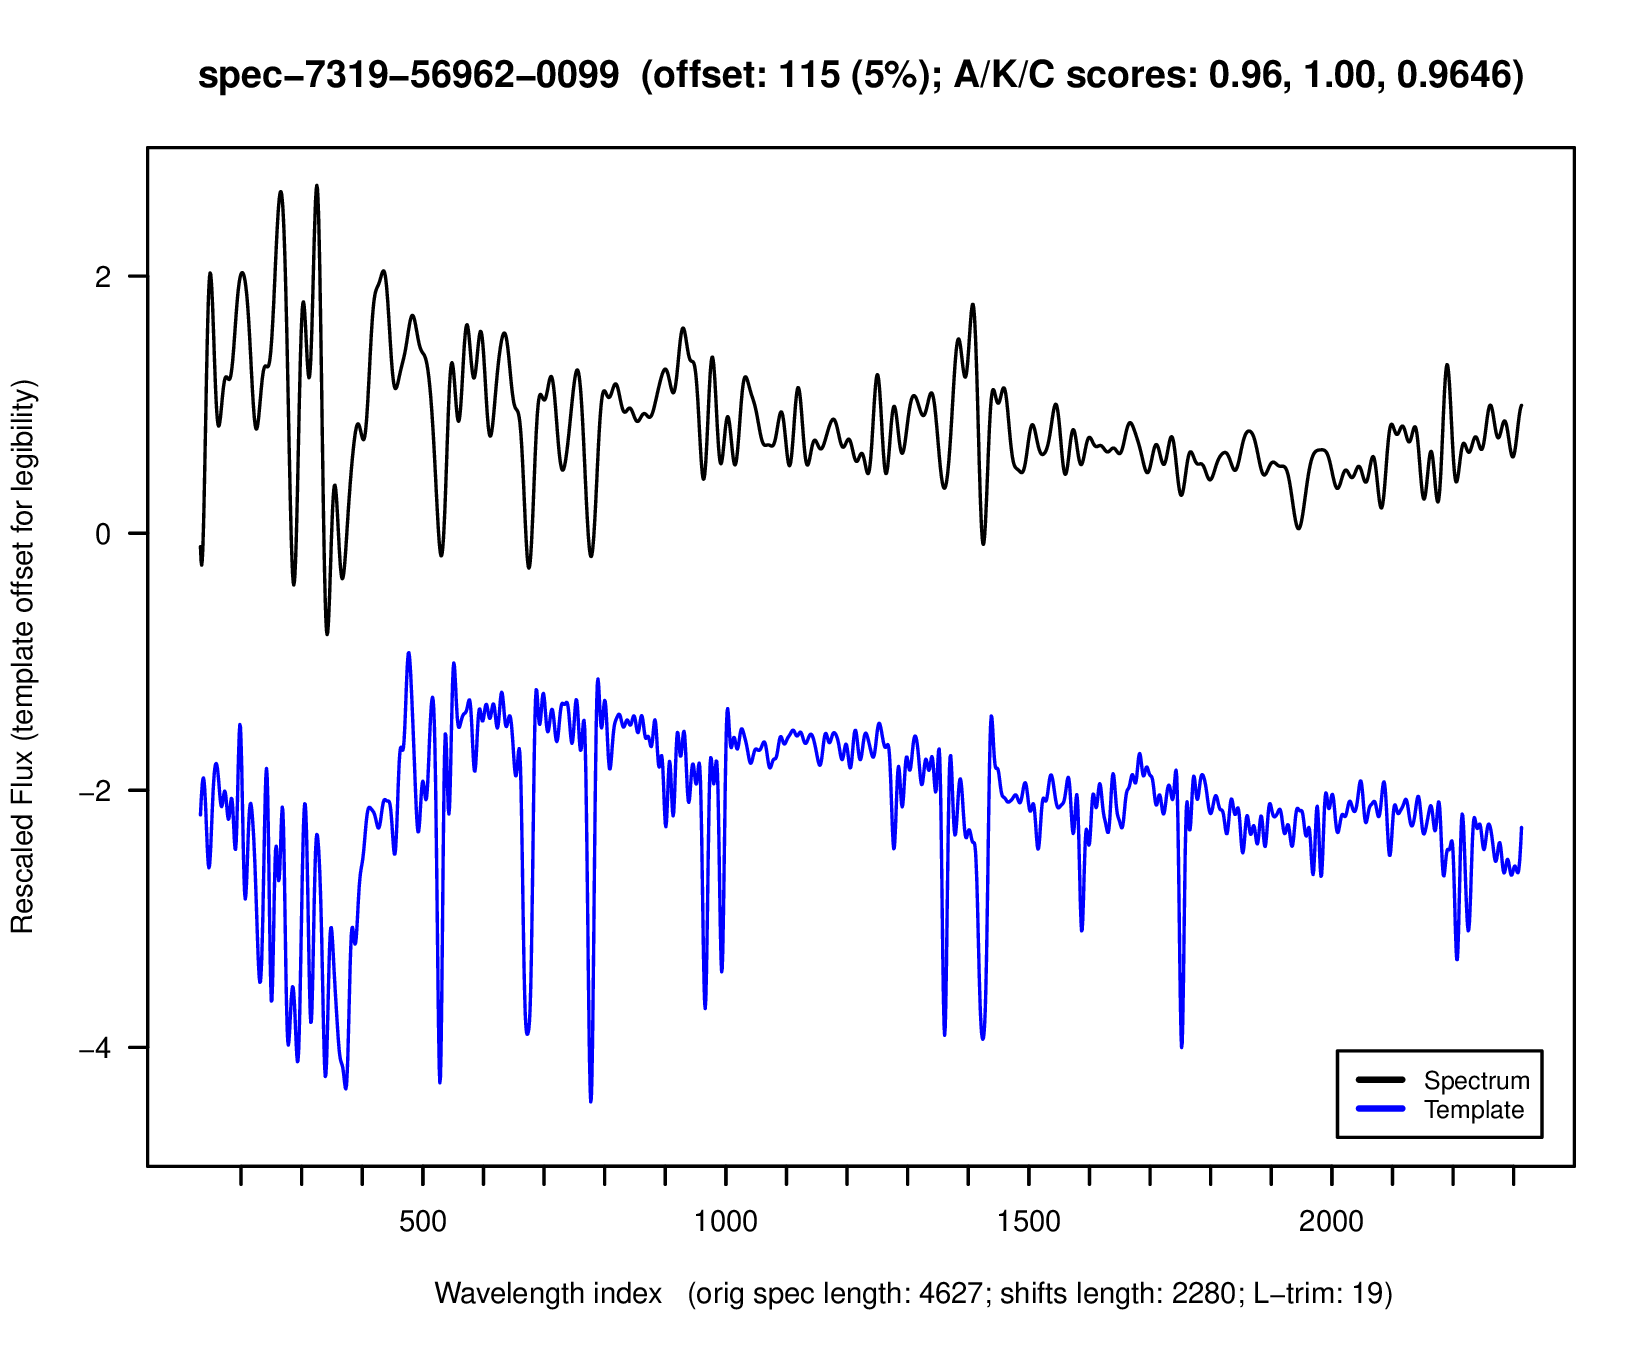 spec−7319−56962−0099 (offset: 115 (5%); A/K/C scores: 0.96, 1.00, 0.9646)
Rescaled Flux (template offset for legibility)
2
0
−2
−4
Spectrum
Template
500 1000 1500 2000
Wavelength index (orig spec length: 4627; shifts length: 2280; L−trim: 19)